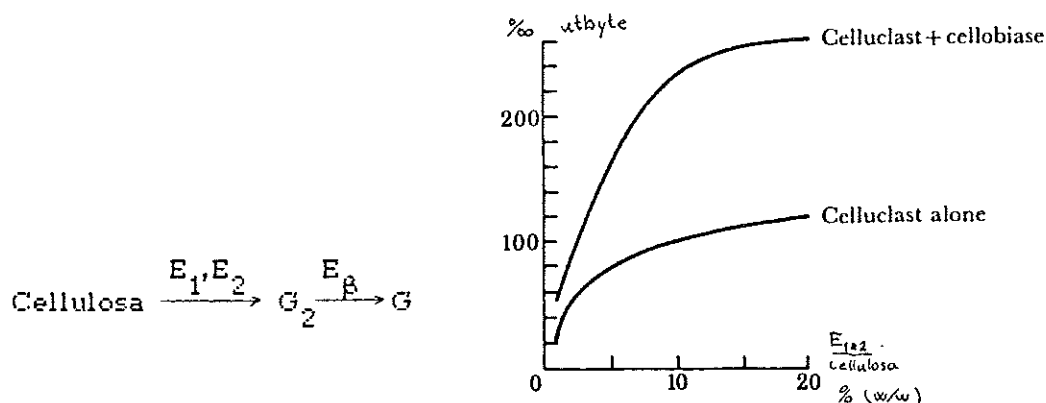 ‰ utbyte
Celluclast + cellobiase
200
Celluclast alone
100
E₁,E₂ Eβ
Cellulosa → G₂ → G
E₁+₂
cellulosa
0 10 20
% (w/w)